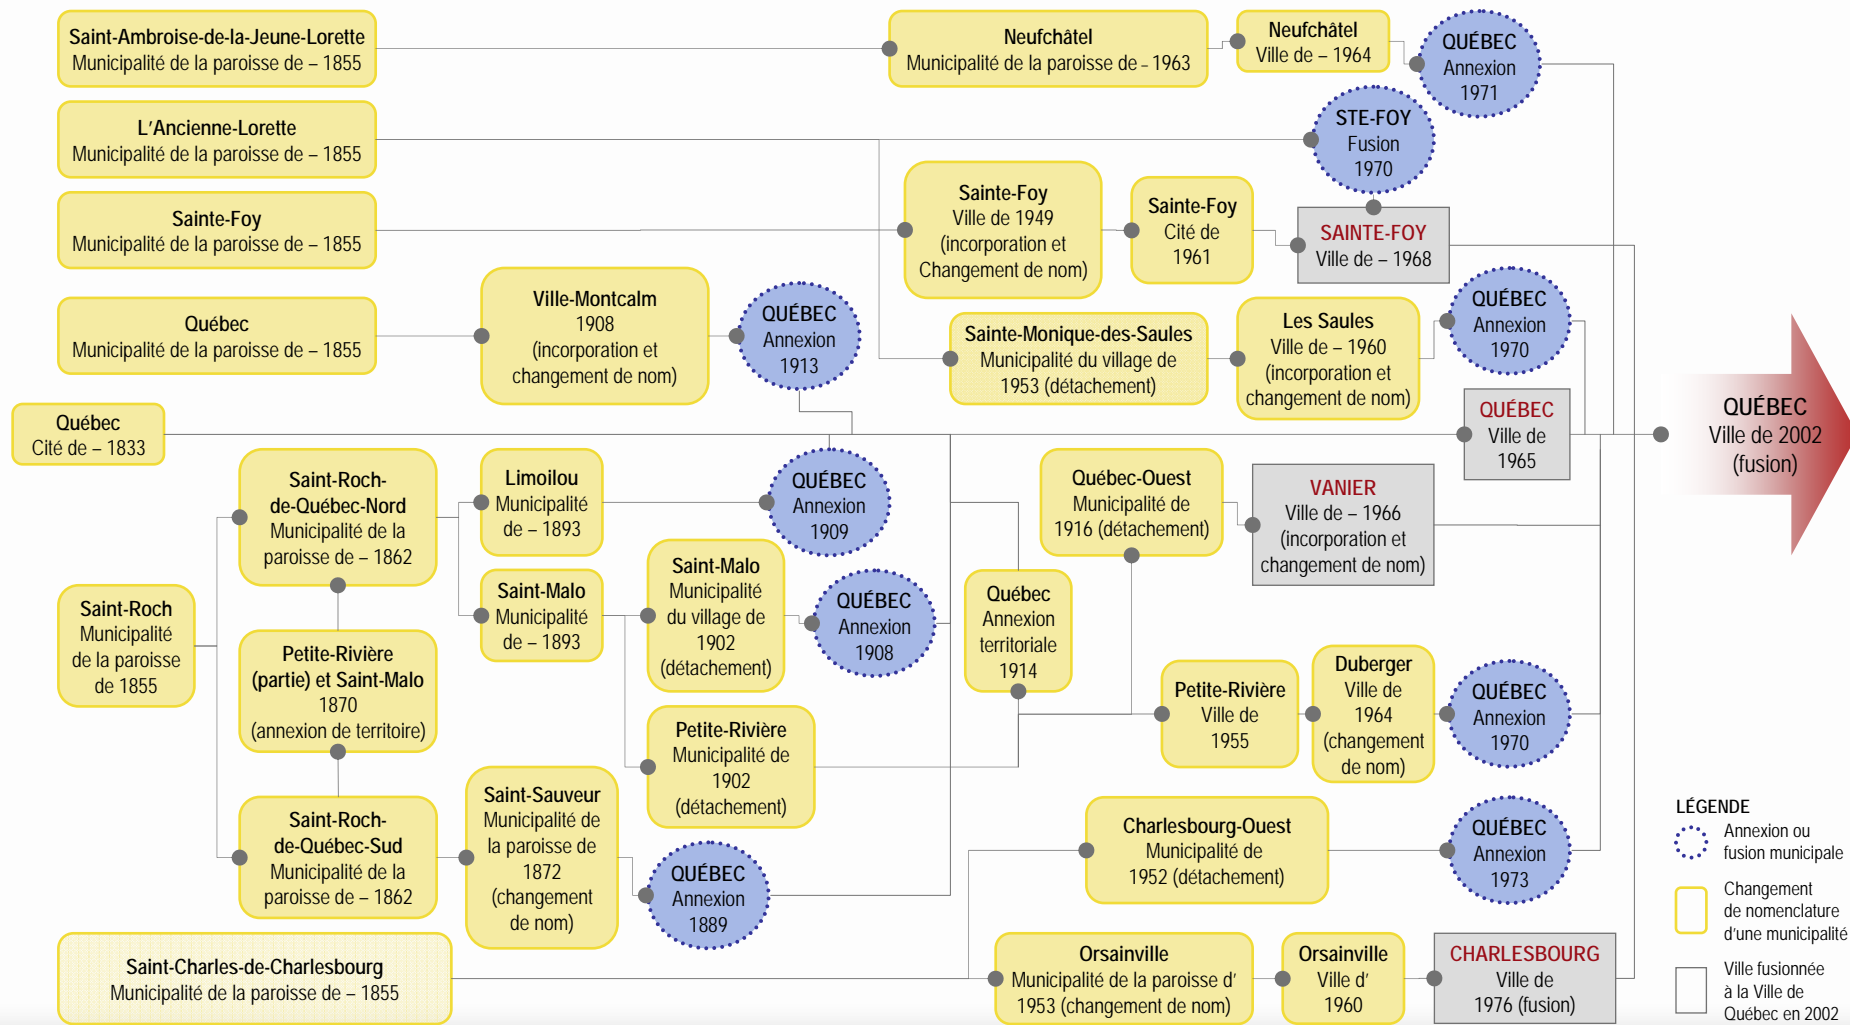 Saint-Ambroise-de-la-Jeune-Lorette
Municipalité de la paroisse de – 1855
Neufchâtel
Municipalité de la paroisse de - 1963
Neufchâtel
Ville de – 1964
QUÉBEC
Annexion
1971
L'Ancienne-Lorette
Municipalité de la paroisse de – 1855
STE-FOY
Fusion
1970
Sainte-Foy
Municipalité de la paroisse de – 1855
Sainte-Foy
Ville de 1949
(incorporation et
Changement de nom)
Sainte-Foy
Cité de
1961
SAINTE-FOY
Ville de – 1968
Québec
Municipalité de la paroisse de – 1855
Ville-Montcalm
1908
(incorporation et
changement de nom)
QUÉBEC
Annexion
1913
Sainte-Monique-des-Saules
Municipalité du village de
1953 (détachement)
Les Saules
Ville de – 1960
(incorporation et
changement de nom)
QUÉBEC
Annexion
1970
Québec
Cité de – 1833
QUÉBEC
Ville de
1965
QUÉBEC
Ville de 2002
(fusion)
Saint-Roch
Municipalité
de la paroisse
de 1855
Saint-Roch-
de-Québec-Nord
Municipalité de la
paroisse de – 1862
Limoilou
Municipalité
de – 1893
QUÉBEC
Annexion
1909
Saint-Malo
Municipalité
de – 1893
Saint-Malo
Municipalité
du village de
1902
(détachement)
QUÉBEC
Annexion
1908
Québec
Annexion
territoriale
1914
Québec-Ouest
Municipalité de
1916 (détachement)
VANIER
Ville de – 1966
(incorporation et
changement de nom)
Petite-Rivière
(partie) et Saint-Malo
1870
(annexion de territoire)
Petite-Rivière
Municipalité de
1902
(détachement)
Petite-Rivière
Ville de
1955
Duberger
Ville de
1964
(changement
de nom)
QUÉBEC
Annexion
1970
Saint-Roch-
de-Québec-Sud
Municipalité de la
paroisse de – 1862
Saint-Sauveur
Municipalité de
la paroisse de
1872
(changement
de nom)
QUÉBEC
Annexion
1889
Charlesbourg-Ouest
Municipalité de
1952 (détachement)
QUÉBEC
Annexion
1973
Saint-Charles-de-Charlesbourg
Municipalité de la paroisse de – 1855
Orsainville
Municipalité de la paroisse d'
1953 (changement de nom)
Orsainville
Ville d'
1960
CHARLESBOURG
Ville de
1976 (fusion)
LÉGENDE
Annexion ou
fusion municipale
Changement
de nomenclature
d'une municipalité
Ville fusionnée
à la Ville de
Québec en 2002